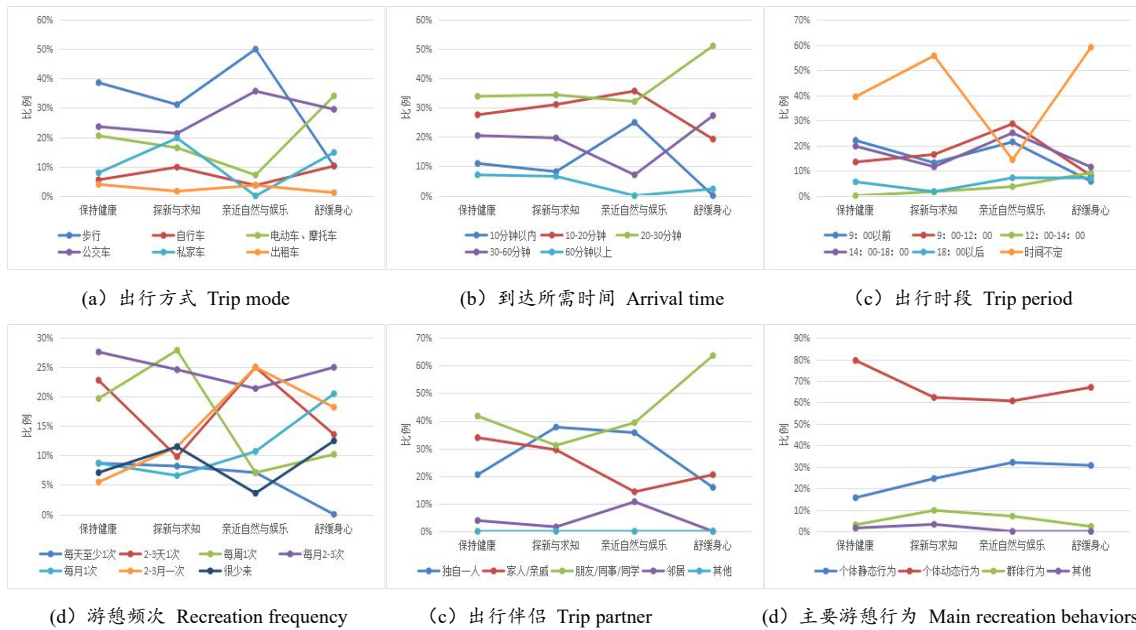 60%
50%
40%
30%
20%
10%
0%
比例
保持健康 探新与求知 亲近自然与娱乐 舒缓身心
步行 自行车 电动车、摩托车
公交车 私家车 出租车
(a) 出行方式 Trip mode
60%
50%
40%
30%
20%
10%
0%
比例
保持健康 探新与求知 亲近自然与娱乐 舒缓身心
10分钟以内 10-20分钟 20-30分钟
30-60分钟 60分钟以上
(b) 到达所需时间 Arrival time
70%
60%
50%
40%
30%
20%
10%
0%
比例
保持健康 探新与求知 亲近自然与娱乐 舒缓身心
9：00以前 9：00-12：00 12：00-14：00
14：00-18：00 18：00以后 时间不定
(c) 出行时段 Trip period
30%
25%
20%
15%
10%
5%
0%
比例
保持健康 探新与求知 亲近自然与娱乐 舒缓身心
每天至少1次 2-3天1次 每周1次 每月2-3次
每月1次 2-3月一次 很少来
(d) 游憩频次 Recreation frequency
70%
60%
50%
40%
30%
20%
10%
0%
比例
保持健康 探新与求知 亲近自然与娱乐 舒缓身心
独自一人 家人/亲戚 朋友/同事/同学 邻居 其他
(c) 出行伴侣 Trip partner
90%
80%
70%
60%
50%
40%
30%
20%
10%
0%
比例
保持健康 探新与求知 亲近自然与娱乐 舒缓身心
个体静态行为 个体动态行为 群体行为 其他
(d) 主要游憩行为 Main recreation behaviors